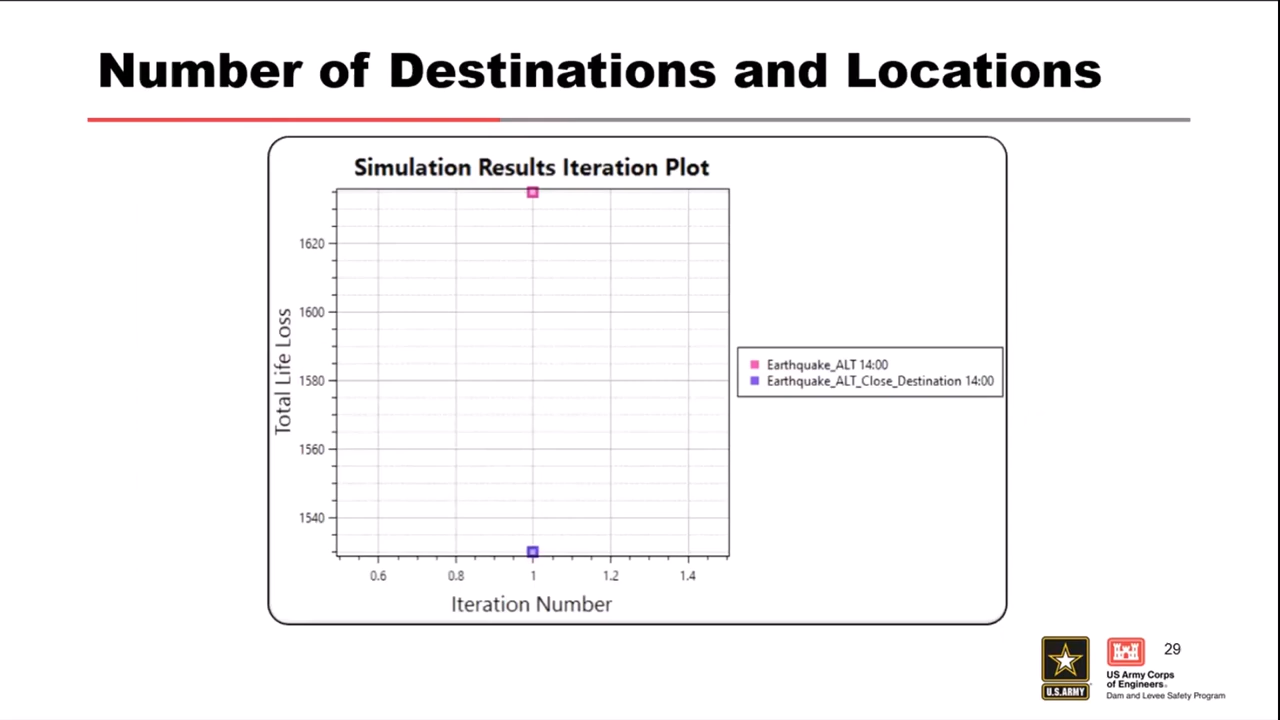 Number of Destinations and Locations
Simulation Results Iteration Plot
Total Life Loss
1620
1600
1580
1560
1540
0.6
0.8
1
1.2
1.4
Iteration Number
Earthquake_ALT 14:00
Earthquake_ALT_Close_Destination 14:00
U.S.ARMY
US Army Corps
of Engineers®
Dam and Levee Safety Program
29